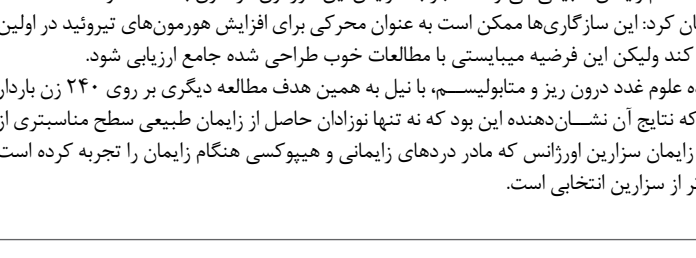 کرد: این سازگاری‌ها ممکن است به عنوان محرکی برای افزایش هورمون‌های تیروئید در اولین
کند ولیکن این فرضیه میبایستی با مطالعات خوب طراحی شده جامع ارزیابی شود.
علوم غدد درون ریز و متابولیسم، با نیل به همین هدف مطالعه دیگری بر روی ۲۴۰ زن باردار
که نتایج آن نشان‌دهنده این بود که نه تنها نوزادان حاصل از زایمان طبیعی سطح مناسبتری از
زایمان سزارین اورژانس که مادر دردهای زایمانی و هیپوکسی هنگام زایمان را تجربه کرده است
از سزارین انتخابی است.